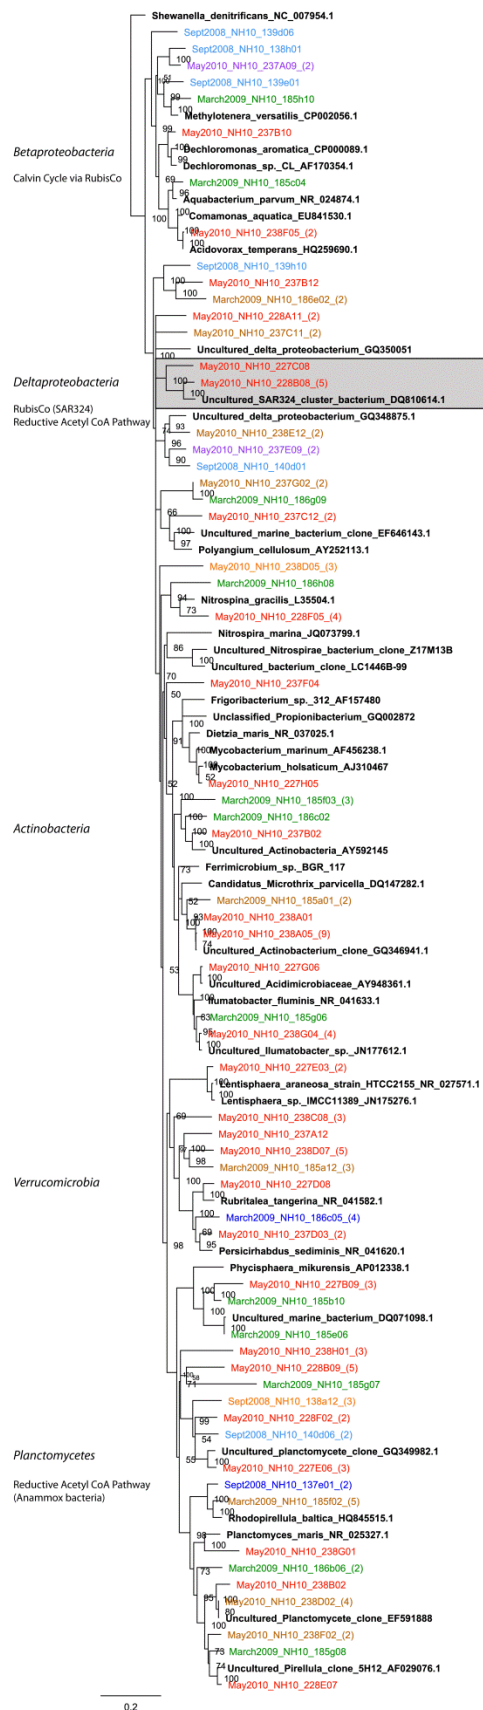 Shewanella_denitrificans_NC_007954.1
Sept2008_NH10_139d06
Sept2008_NH10_138h01
May2010_NH10_237A09_(2)
Sept2008_NH10_139e01
March2009_NH10_185h10
Methylotenera_versatilis_CP002056.1
May2010_NH10_237B10
Dechloromonas_aromatica_CP000089.1
Betaproteobacteria
Dechloromonas_sp._CL_AF170354.1
Calvin Cycle via RubisCo
March2009_NH10_185c04
Aquabacterium_parvum_NR_024874.1
Comamonas_aquatica_EU841530.1
May2010_NH10_238F05_(2)
Acidovorax_temperans_HQ259690.1
Sept2008_NH10_139h10
May2010_NH10_237B12
March2009_NH10_186e02_(2)
May2010_NH10_228A11_(2)
May2010_NH10_237C11_(2)
Uncultured_delta_proteobacterium_GQ350051
May2010_NH10_227C08
Deltaproteobacteria
May2010_NH10_228B08_(5)
Uncultured_SAR324_cluster_bacterium_DQ810614.1
RubisCo (SAR324)
Reductive Acetyl CoA Pathway
Uncultured_delta_proteobacterium_GQ348875.1
May2010_NH10_238E12_(2)
May2010_NH10_237E09_(2)
Sept2008_NH10_140d01
May2010_NH10_237G02_(2)
March2009_NH10_186g09
May2010_NH10_237C12_(2)
Uncultured_marine_bacterium_clone_EF646143.1
Polyangium_cellulosum_AY252113.1
May2010_NH10_238D05_(3)
March2009_NH10_186h08
Nitrospina_gracilis_L35504.1
May2010_NH10_228F05_(4)
Nitrospira_marina_JQ073799.1
Uncultured_Nitrospirae_bacterium_clone_Z17M13B
Uncultured_bacterium_clone_LC1446B-99
May2010_NH10_237F04
Frigoribacterium_sp._312_AF157480
Unclassified_Propionibacterium_GQ002872
Dietzia_maris_NR_037025.1
Mycobacterium_marinum_AF456238.1
Mycobacterium_holsaticum_AJ310467
May2010_NH10_227H05
March2009_NH10_185f03_(3)
March2009_NH10_186c02
Actinobacteria
May2010_NH10_237B02
Uncultured_Actinobacteria_AY592145
Ferrimicrobium_sp._BGR_117
Candidatus_Microthrix_parvicella_DQ147282.1
March2009_NH10_185a01_(2)
May2010_NH10_238A01
May2010_NH10_238A05_(9)
Uncultured_Actinobacterium_clone_GQ346941.1
May2010_NH10_227G06
Uncultured_Acidimicrobiaceae_AY948361.1
Ilumatobacter_fluminis_NR_041633.1
March2009_NH10_185g06
May2010_NH10_238G04_(4)
Uncultured_Ilumatobacter_sp._JN177612.1
May2010_NH10_227E03_(2)
Lentisphaera_araneosa_strain_HTCC2155_NR_027571.1
Lentisphaera_sp._IMCC11389_JN175276.1
May2010_NH10_238C08_(3)
May2010_NH10_237A12
May2010_NH10_238D07_(5)
March2009_NH10_185a12_(3)
Verrucomicrobia
May2010_NH10_227D08
Rubritalea_tangerina_NR_041582.1
March2009_NH10_186c05_(4)
May2010_NH10_237D03_(2)
Persicirhabdus_sediminis_NR_041620.1
Phycisphaera_mikurensis_AP012338.1
May2010_NH10_227B09_(3)
March2009_NH10_185b10
Uncultured_marine_bacterium_DQ071098.1
March2009_NH10_185e06
May2010_NH10_238H01_(3)
May2010_NH10_228B09_(5)
March2009_NH10_185g07
Sept2008_NH10_138a12_(3)
May2010_NH10_228F02_(2)
Sept2008_NH10_140d06_(2)
Planctomycetes
Uncultured_planctomycete_clone_GQ349982.1
May2010_NH10_227E06_(3)
Reductive Acetyl CoA Pathway
(Anammox bacteria)
Sept2008_NH10_137e01_(2)
March2009_NH10_185f02_(5)
Rhodopirellula_baltica_HQ845515.1
Planctomyces_maris_NR_025327.1
May2010_NH10_238G01
March2009_NH10_186b06_(2)
May2010_NH10_238B02
May2010_NH10_238D02_(4)
Uncultured_Planctomycete_clone_EF591888
May2010_NH10_238F02_(2)
March2009_NH10_185g08
Uncultured_Pirellula_clone_5H12_AF029076.1
May2010_NH10_228E07
0.2